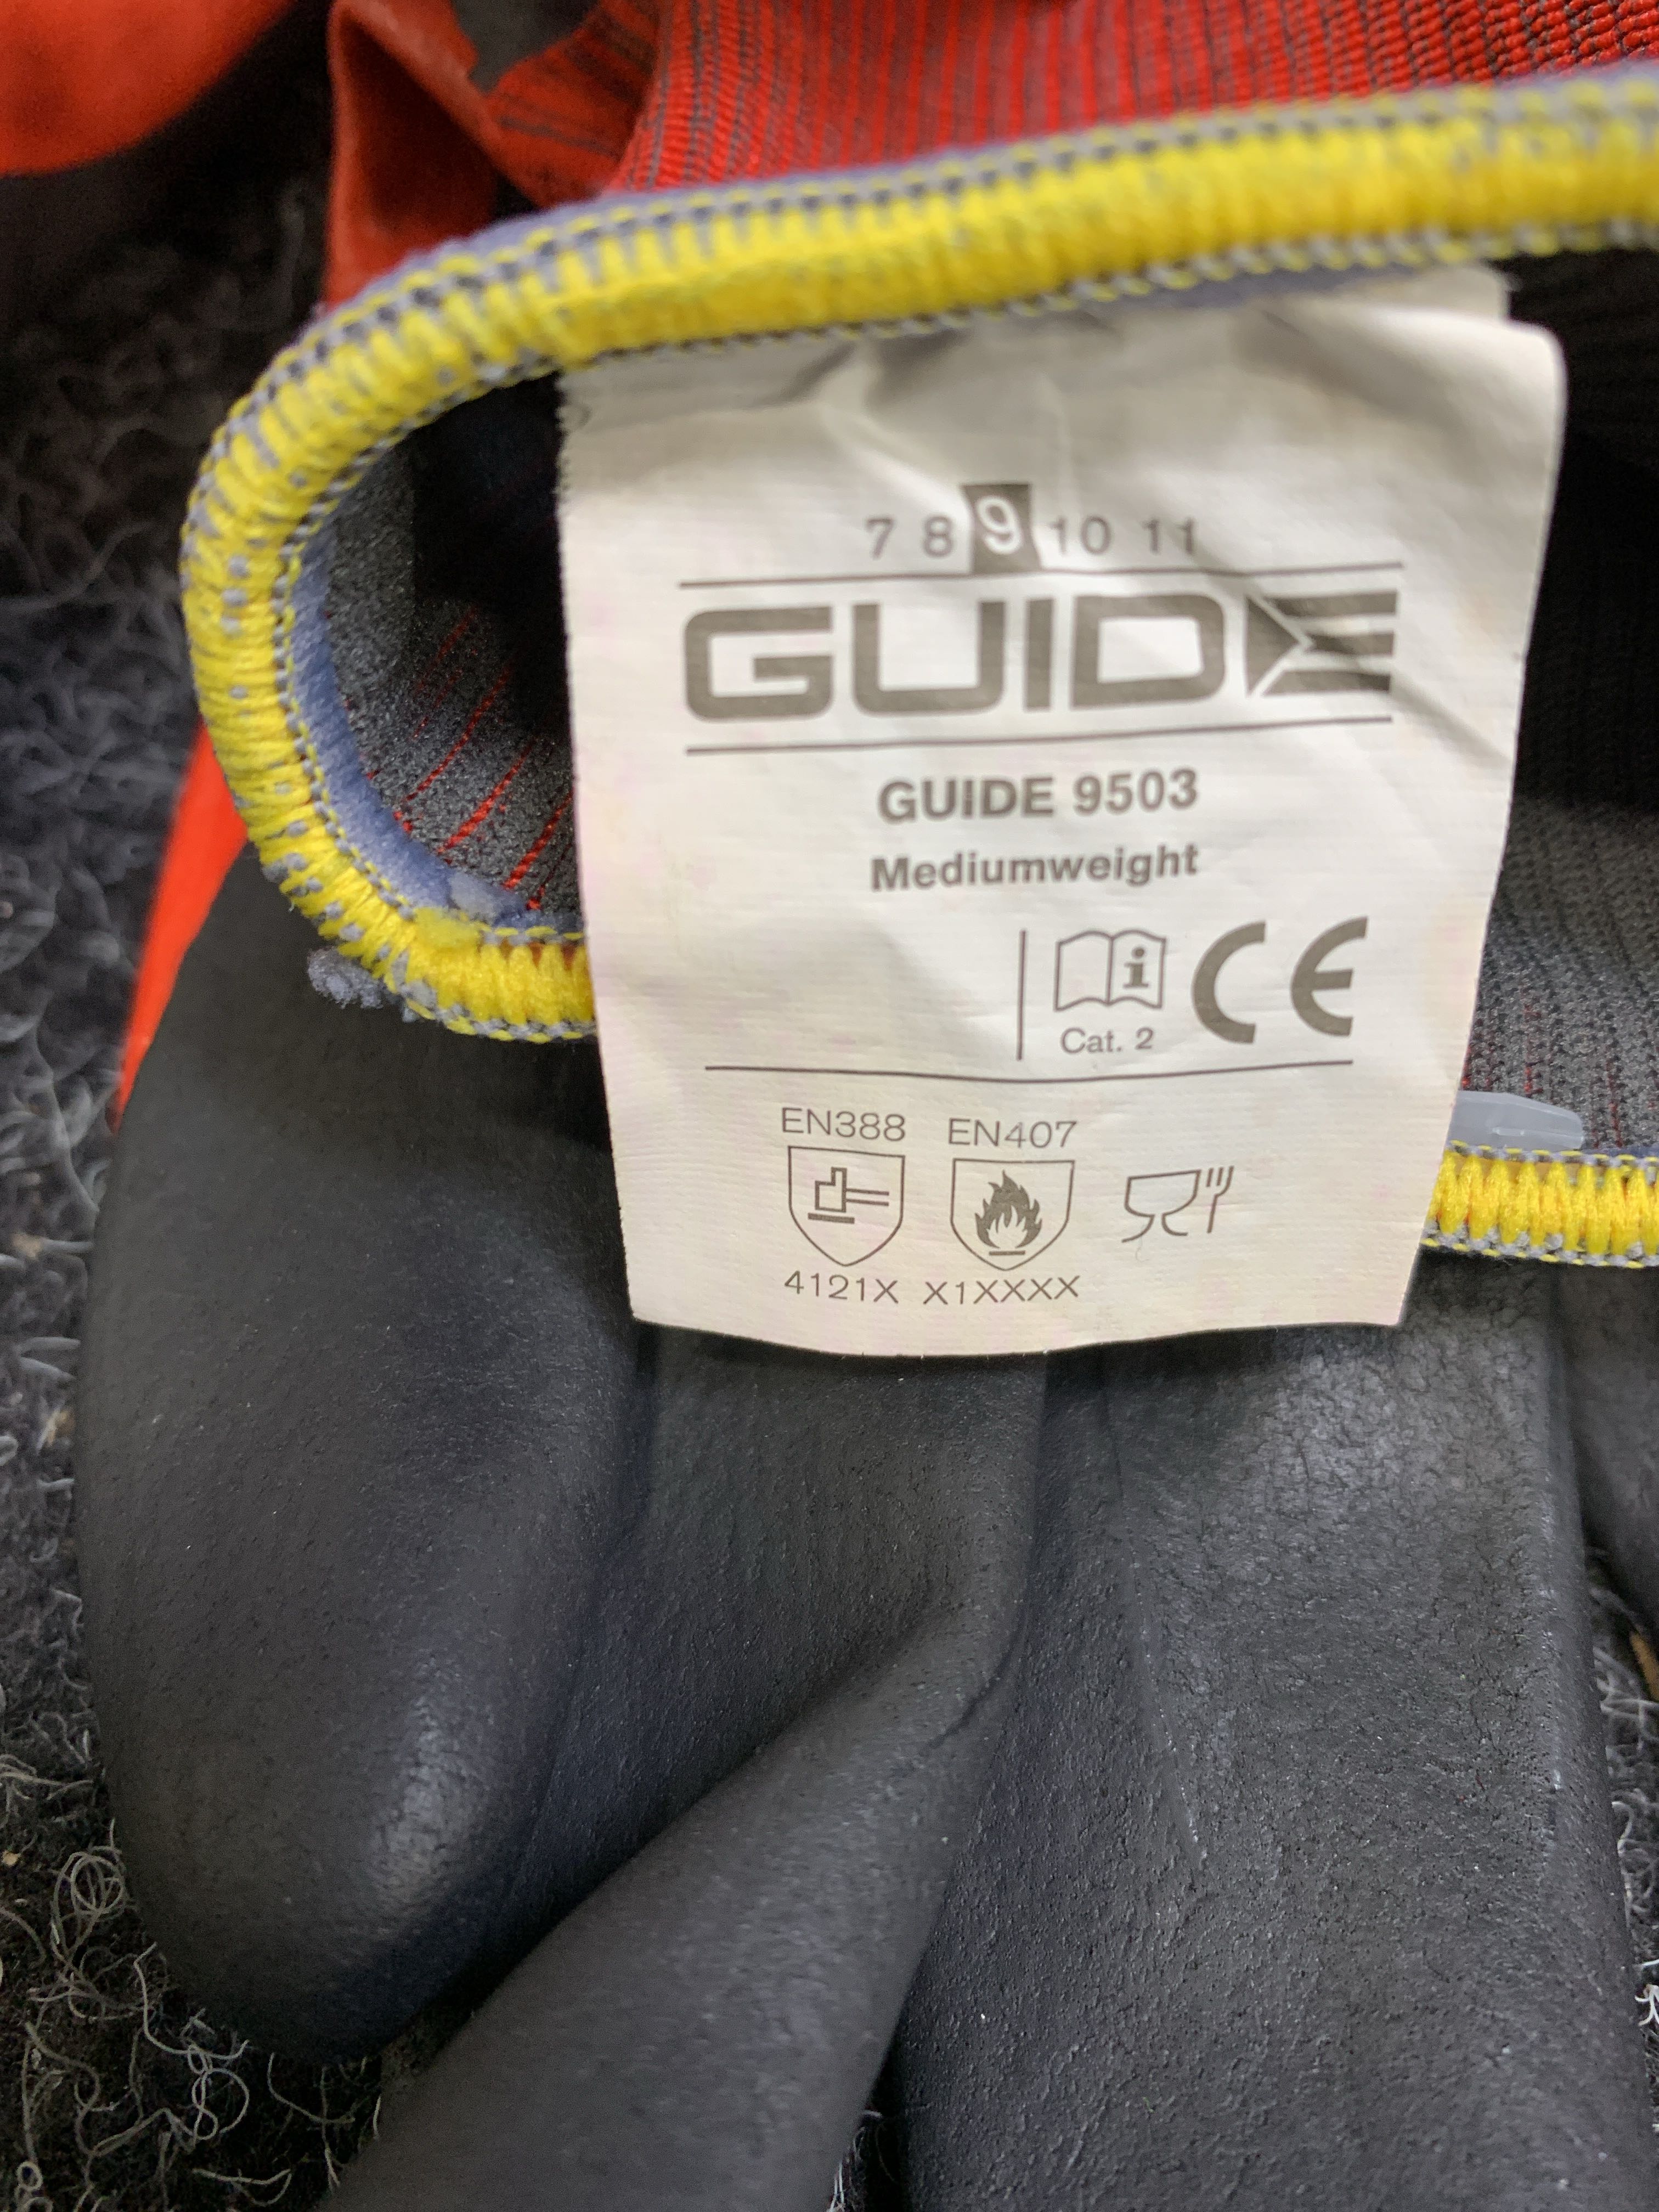 7 8 9 10 11
GUIDE
GUIDE 9503
Mediumweight
i CE
Cat. 2
EN388 EN407
4121X X1XXXX